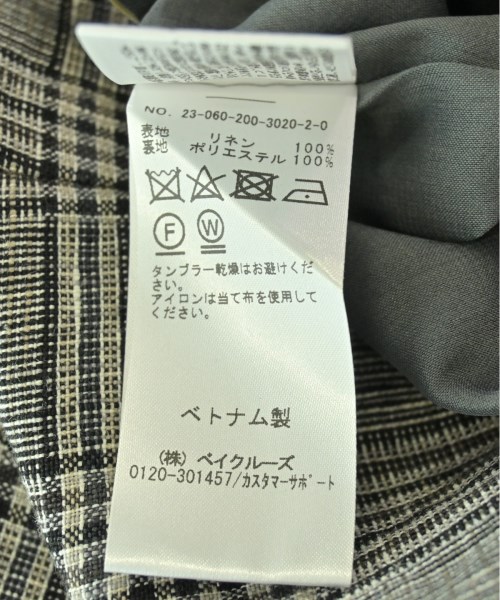 NO. 23-060-200-3020-2-0
表地 リネン 100%
裏地 ポリエステル 100%
F W
タンブラー乾燥はお避けくださ
さい。
アイロンは当て布を使用して
ください。
ベトナム製
(株) ベイクルーズ
0120-301457/カスタマーサポート